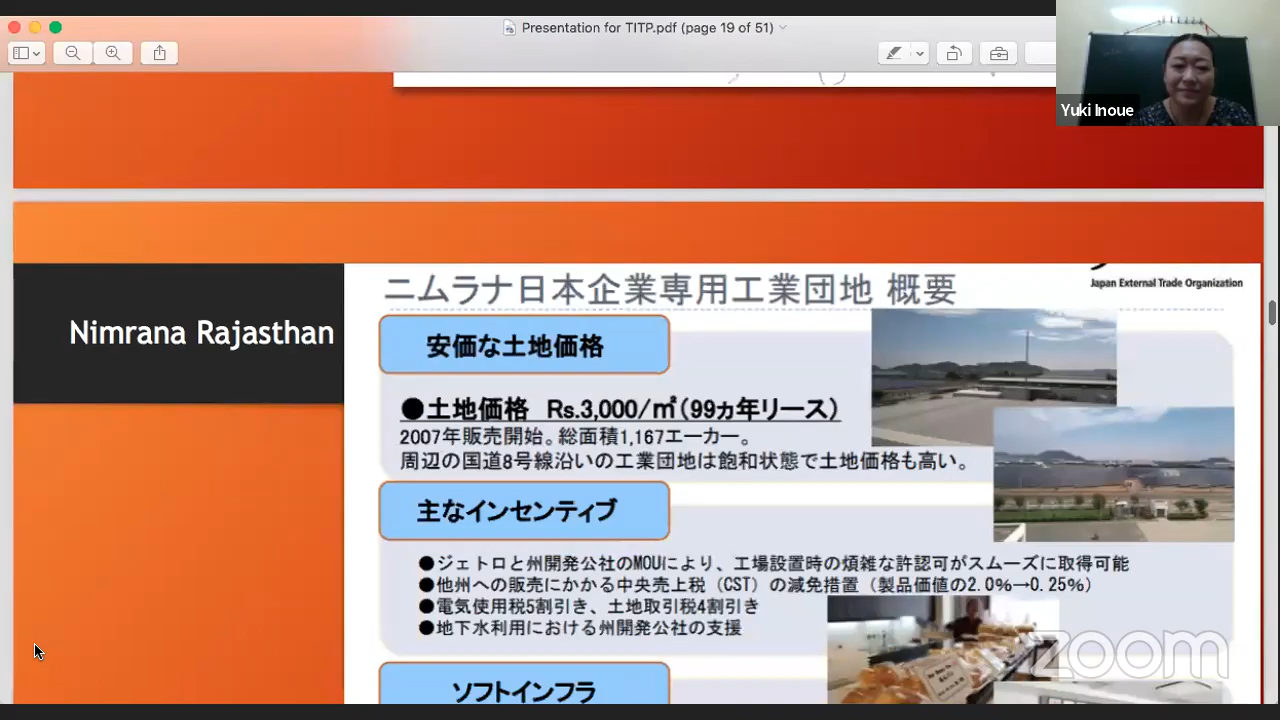 Presentation for TITP.pdf (page 19 of 51)
Yuki Inoue
Nimrana Rajasthan
ニムラナ日本企業専用工業団地 概要
Japan External Trade Organization
安価な土地価格
●土地価格 Rs.3,000/㎡(99ヵ年リース)
2007年販売開始。総面積1,167エーカー。
周辺の国道8号線沿いの工業団地は飽和状態で土地価格も高い。
主なインセンティブ
●ジェトロと州開発公社のMOUにより、工場設置時の煩雑な許認可がスムーズに取得可能
●他州への販売にかかる中央売上税(CST)の減免措置(製品価値の2.0%→0.25%)
●電気使用税5割引き、土地取引税4割引き
●地下水利用における州開発公社の支援
ソフトインフラ
zoom